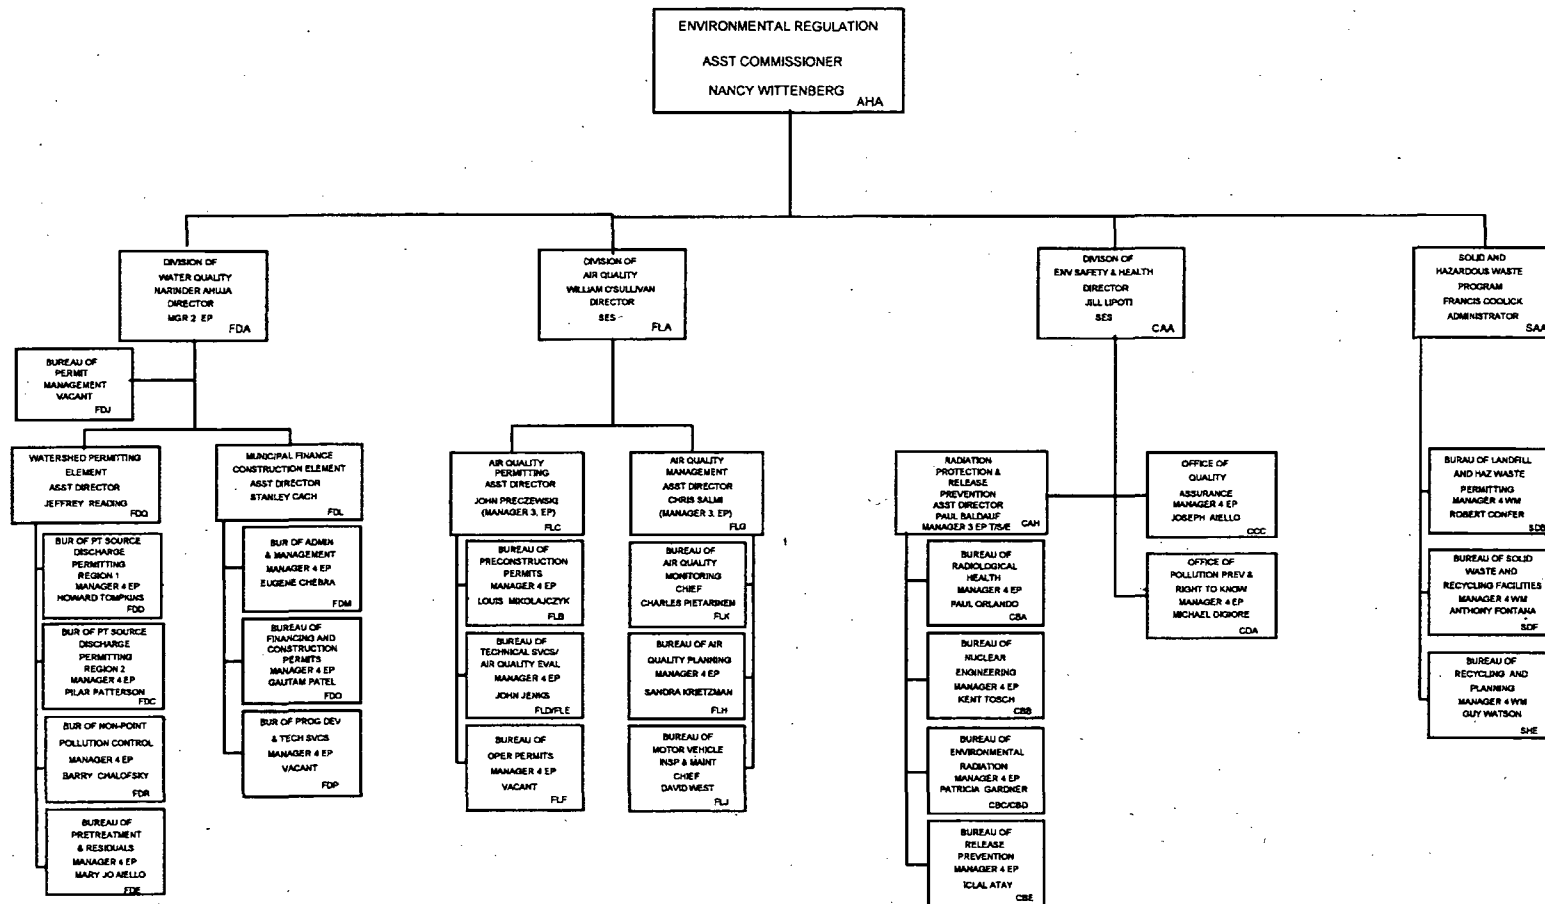 ENVIRONMENTAL REGULATION
ASST COMMISSIONER
NANCY WITTENBERG
AHA
DIVISION OF
WATER QUALITY
NARINDER AHUJA
DIRECTOR
MGR 2 EP
FDA
DIVISION OF
AIR QUALITY
WILLIAM O'SULLIVAN
DIRECTOR
SES
FLA
DIVISON OF
ENV SAFETY & HEALTH
DIRECTOR
JILL LIPOTI
SES
CAA
SOLID AND
HAZARDOUS WASTE
PROGRAM
FRANCIS COOLICK
ADMINISTRATOR
SAA
BUREAU OF
PERMIT
MANAGEMENT
VACANT
FDJ
WATERSHED PERMITTING
ELEMENT
ASST DIRECTOR
JEFFREY READING
FDQ
MUNICIPAL FINANCE
CONSTRUCTION ELEMENT
ASST DIRECTOR
STANLEY CACH
FDL
AIR QUALITY
PERMITTING
ASST DIRECTOR
JOHN PRECZEWSKI
(MANAGER 3, EP)
FLC
AIR QUALITY
MANAGEMENT
ASST DIRECTOR
CHRIS SALMI
(MANAGER 3, EP)
FLG
RADIATION
PROTECTION &
RELEASE
PREVENTION
ASST DIRECTOR
PAUL BALDAUF
MANAGER 3 EP T/S/E
CAH
OFFICE OF
QUALITY
ASSURANCE
MANAGER 4 EP
JOSEPH AIELLO
CCC
BURAU OF LANDFILL
AND HAZ WASTE
PERMITTING
MANAGER 4 WM
ROBERT CONFER
SDB
BUR OF PT SOURCE
DISCHARGE
PERMITTING
REGION 1
MANAGER 4 EP
HOWARD TOMPKINS
FDD
BUR OF ADMIN
& MANAGEMENT
MANAGER 4 EP
EUGENE CHEBRA
FDM
BUREAU OF
PRECONSTRUCTION
PERMITS
MANAGER 4 EP
LOUIS MIKOLAJCZYK
FLB
BUREAU OF
AIR QUALITY
MONITORING
CHIEF
CHARLES PIETARINEN
FLK
BUREAU OF
RADIOLOGICAL
HEALTH
MANAGER 4 EP
PAUL ORLANDO
CBA
OFFICE OF
POLLUTION PREV &
RIGHT TO KNOW
MANAGER 4 EP
MICHAEL DIGIORE
CDA
BUREAU OF SOLID
WASTE AND
RECYCLING FACILITIES
MANAGER 4 WM
ANTHONY FONTANA
SDF
BUR OF PT SOURCE
DISCHARGE
PERMITTING
REGION 2
MANAGER 4 EP
PILAR PATTERSON
FDC
BUREAU OF
FINANCING AND
CONSTRUCTION
PERMITS
MANAGER 4 EP
GAUTAM PATEL
FDO
BUREAU OF
TECHNICAL SVCS/
AIR QUALITY EVAL
MANAGER 4 EP
JOHN JENKS
FLD/FLE
BUREAU OF AIR
QUALITY PLANNING
MANAGER 4 EP
SANDRA KRIETZMAN
FLH
BUREAU OF
NUCLEAR
ENGINEERING
MANAGER 4 EP
KENT TOSCH
CBB
BUREAU OF
RECYCLING AND
PLANNING
MANAGER 4 WM
GUY WATSON
SHE
BUR OF NON-POINT
POLLUTION CONTROL
MANAGER 4 EP
BARRY CHALOFSKY
FDR
BUR OF PROG DEV
& TECH SVCS
MANAGER 4 EP
VACANT
FDP
BUREAU OF
OPER PERMITS
MANAGER 4 EP
VACANT
FLF
BUREAU OF
MOTOR VEHICLE
INSP & MAINT
CHIEF
DAVID WEST
FLJ
BUREAU OF
ENVIRONMENTAL
RADIATION
MANAGER 4 EP
PATRICIA GARDNER
CBC/CBD
BUREAU OF
PRETREATMENT
& RESIDUALS
MANAGER 4 EP
MARY JO AIELLO
FDE
BUREAU OF
RELEASE
PREVENTION
MANAGER 4 EP
ICLAL ATAY
CBE